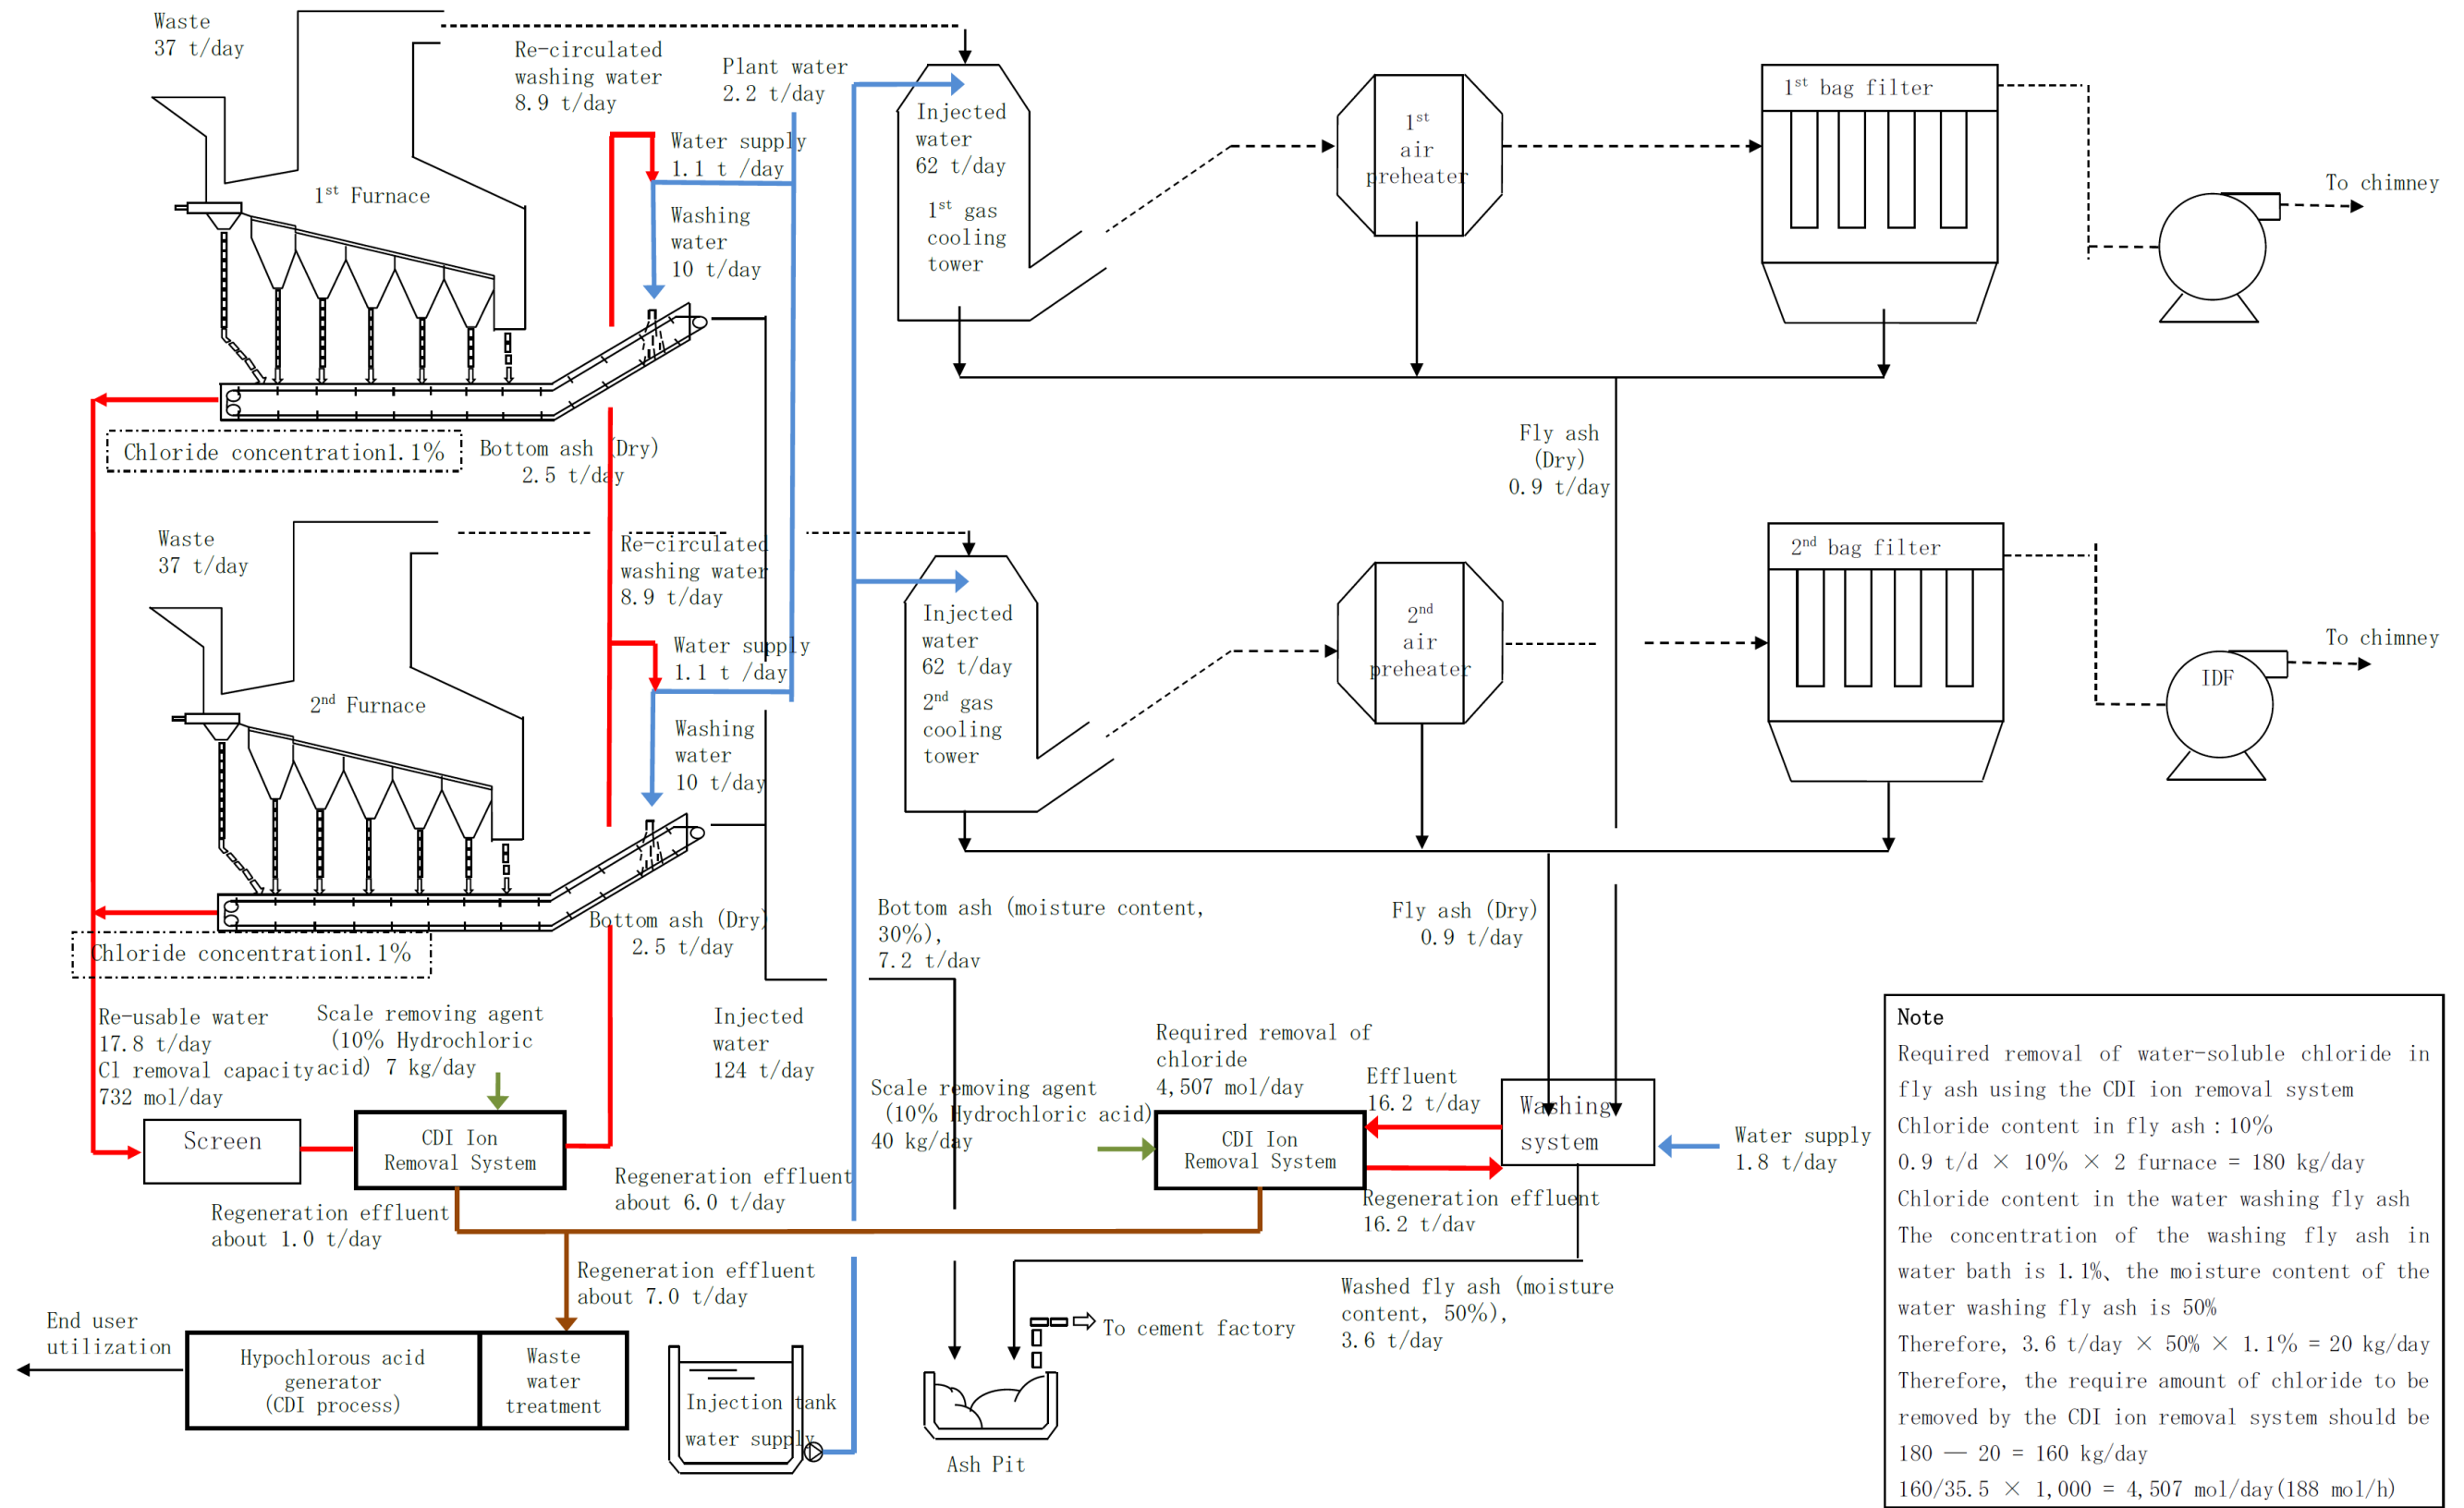 Waste
37 t/day
Re-circulated
washing water
8.9 t/day
Plant water
2.2 t/day
Water supply
1.1 t /day
Washing
water
10 t/day
1st Furnace
Injected
water
62 t/day
1st gas
cooling
tower
1st
air
preheater
1st bag filter
To chimney
Chloride concentration1.1%
Bottom ash (Dry)
2.5 t/day
Fly ash
(Dry)
0.9 t/day
Waste
37 t/day
Re-circulated
washing water
8.9 t/day
Water supply
1.1 t /day
Washing
water
10 t/day
2nd Furnace
Injected
water
62 t/day
2nd gas
cooling
tower
2nd
air
preheater
2nd bag filter
IDF
To chimney
Chloride concentration1.1%
Bottom ash (Dry)
2.5 t/day
Bottom ash (moisture content,
30%),
7.2 t/day
Fly ash (Dry)
0.9 t/day
Re-usable water
17.8 t/day
Cl removal capacity
732 mol/day
Scale removing agent
(10% Hydrochloric
acid) 7 kg/day
Injected
water
124 t/day
Screen
CDI Ion
Removal System
Regeneration effluent
about 1.0 t/day
Regeneration effluent
about 6.0 t/day
Scale removing agent
(10% Hydrochloric acid)
40 kg/day
Required removal of
chloride
4,507 mol/day
CDI Ion
Removal System
Effluent
16.2 t/day
Regeneration effluent
16.2 t/day
Washing
system
Water supply
1.8 t/day
Regeneration effluent
about 7.0 t/day
End user
utilization
Hypochlorous acid
generator
(CDI process)
Waste
water
treatment
Injection tank
water supply
To cement factory
Ash Pit
Washed fly ash (moisture
content, 50%),
3.6 t/day
Note
Required removal of water-soluble chloride in
fly ash using the CDI ion removal system
Chloride content in fly ash：10%
0.9 t/d × 10% × 2 furnace = 180 kg/day
Chloride content in the water washing fly ash
The concentration of the washing fly ash in
water bath is 1.1%、the moisture content of the
water washing fly ash is 50%
Therefore, 3.6 t/day × 50% × 1.1% = 20 kg/day
Therefore, the require amount of chloride to be
removed by the CDI ion removal system should be
180 — 20 = 160 kg/day
160/35.5 × 1,000 = 4,507 mol/day(188 mol/h)